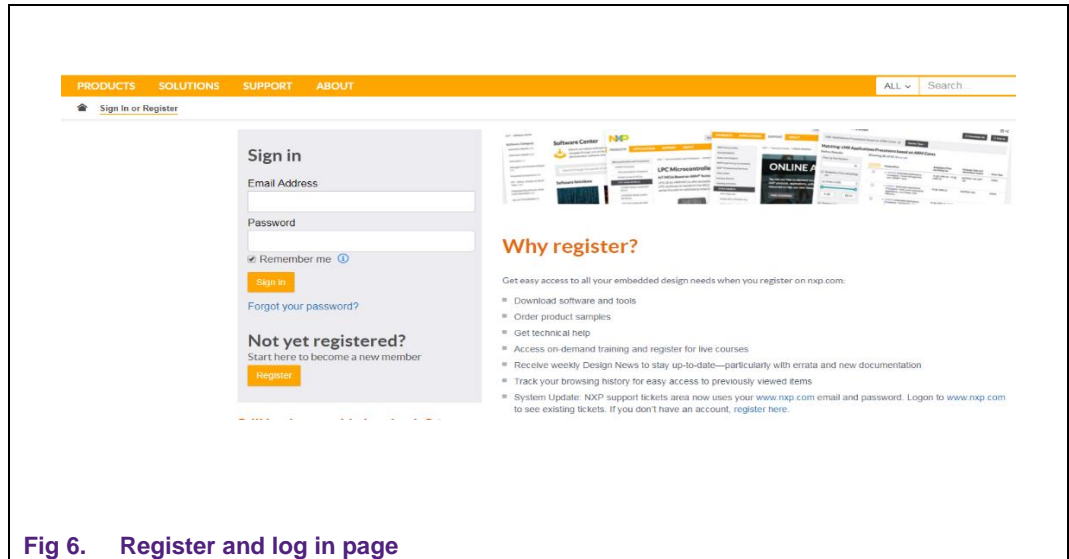 PRODUCTS SOLUTIONS SUPPORT ABOUT
ALL Search...
Sign In or Register
Sign in
Email Address
Password
Remember me
Sign in
Forgot your password?
Not yet registered?
Start here to become a new member
Register
Software Center
NXP
LPC Microcontrolle
ONLINE A
Why register?
Get easy access to all your embedded design needs when you register on nxp.com:
Download software and tools
Order product samples
Get technical help
Access on-demand training and register for live courses
Receive weekly Design News to stay up-to-date—particularly with errata and new documentation
Track your browsing history for easy access to previously viewed items
System Update: NXP support tickets area now uses your www.nxp.com email and password. Logon to www.nxp.com
to see existing tickets. If you don't have an account, register here.
Fig 6. Register and log in page